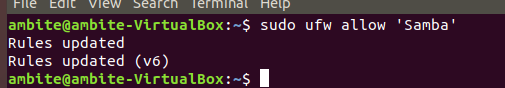 File Edit View Search Terminal Help
ambite@ambite-VirtualBox:~$ sudo ufw allow 'Samba'
Rules updated
Rules updated (v6)
ambite@ambite-VirtualBox:~$